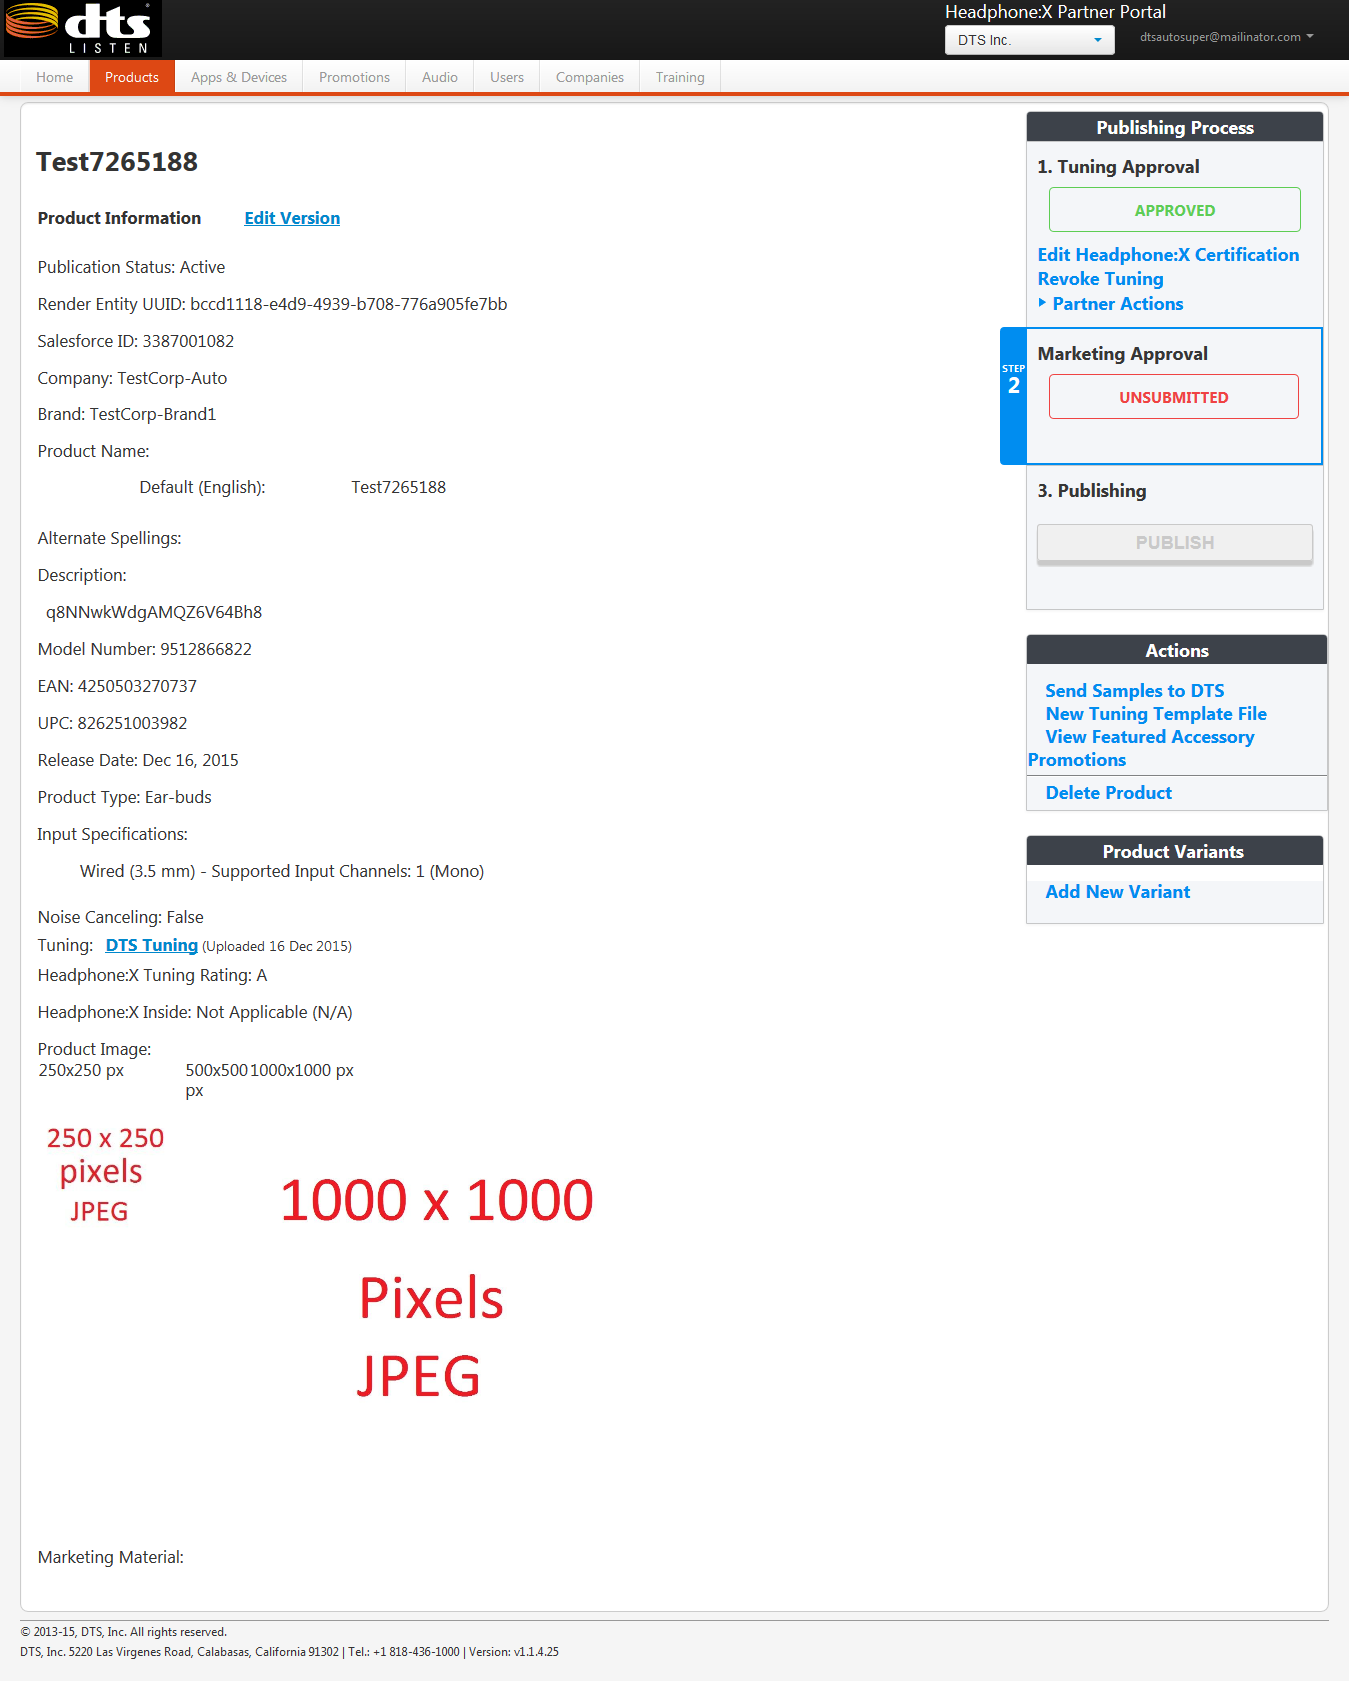 dts
LISTEN
Headphone:X Partner Portal
DTS Inc.
dtsautosuper@mailinator.com
Home
Products
Apps & Devices
Promotions
Audio
Users
Companies
Training
Test7265188
Product Information
Edit Version
Publication Status: Active
Render Entity UUID: bccd1118-e4d9-4939-b708-776a905fe7bb
Salesforce ID: 3387001082
Company: TestCorp-Auto
Brand: TestCorp-Brand1
Product Name:
Default (English):
Test7265188
Alternate Spellings:
Description:
q8NNwkWdgAMQZ6V64Bh8
Model Number: 9512866822
EAN: 4250503270737
UPC: 826251003982
Release Date: Dec 16, 2015
Product Type: Ear-buds
Input Specifications:
Wired (3.5 mm) - Supported Input Channels: 1 (Mono)
Noise Canceling: False
Tuning: DTS Tuning (Uploaded 16 Dec 2015)
Headphone:X Tuning Rating: A
Headphone:X Inside: Not Applicable (N/A)
Product Image:
250x250 px
500x500 px
1000x1000 px
250 x 250
pixels
JPEG
1000 x 1000
Pixels
JPEG
Marketing Material:
Publishing Process
1. Tuning Approval
APPROVED
Edit Headphone:X Certification
Revoke Tuning
Partner Actions
STEP
2
Marketing Approval
UNSUBMITTED
3. Publishing
PUBLISH
Actions
Send Samples to DTS
New Tuning Template File
View Featured Accessory
Promotions
Delete Product
Product Variants
Add New Variant
© 2013-15, DTS, Inc. All rights reserved.
DTS, Inc. 5220 Las Virgenes Road, Calabasas, California 91302 | Tel.: +1 818-436-1000 | Version: v1.1.4.25